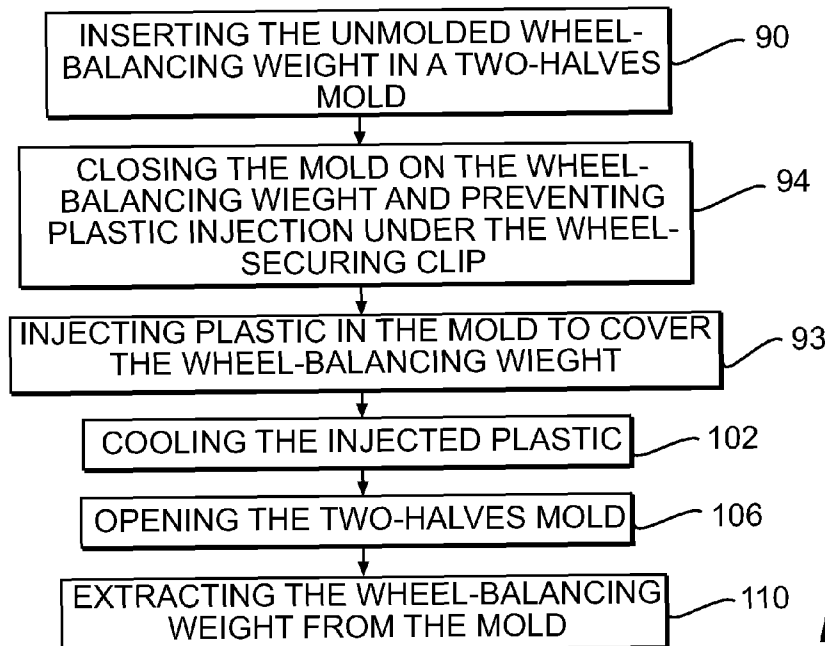 INSERTING THE UNMOLDED WHEEL-
BALANCING WEIGHT IN A TWO-HALVES
MOLD
90
CLOSING THE MOLD ON THE WHEEL-
BALANCING WIEGHT AND PREVENTING
PLASTIC INJECTION UNDER THE WHEEL-
SECURING CLIP
94
INJECTING PLASTIC IN THE MOLD TO COVER
THE WHEEL-BALANCING WIEGHT
93
COOLING THE INJECTED PLASTIC
102
OPENING THE TWO-HALVES MOLD
106
EXTRACTING THE WHEEL-BALANCING
WEIGHT FROM THE MOLD
110